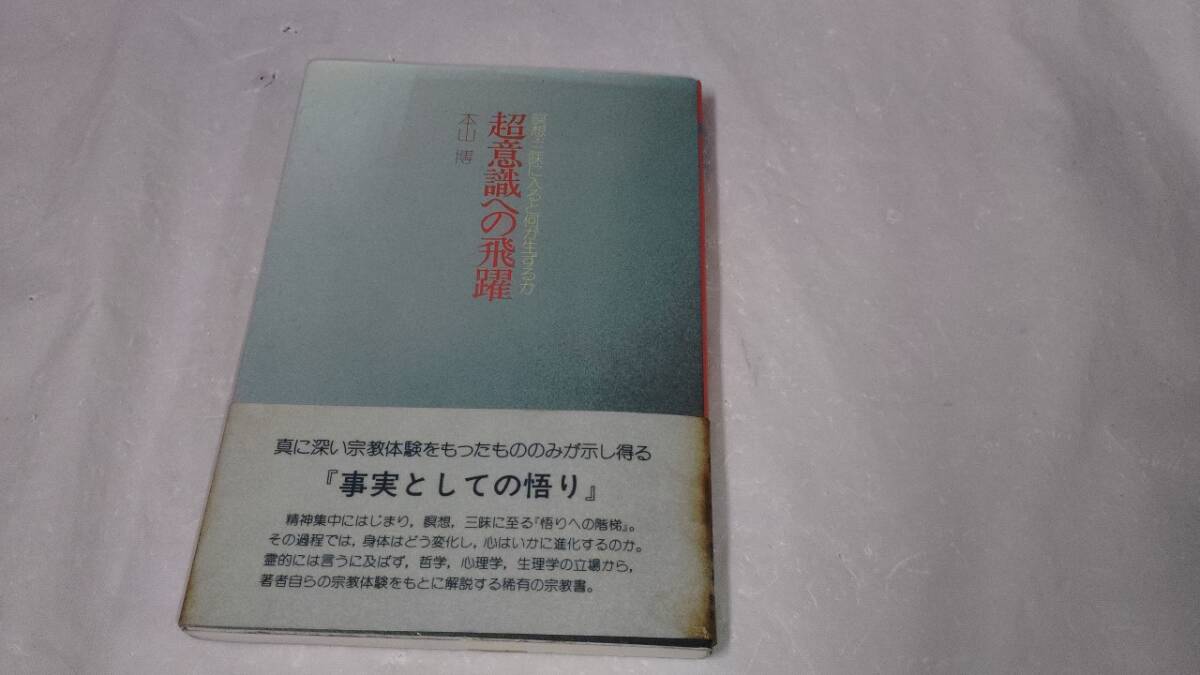 瞑想・三昧に入ると何が生ずるか
超意識への飛躍
本山 博
真に深い宗教体験をもったもののみが示し得る
『事実としての悟り』
精神集中にはじまり，瞑想，三昧に至る『悟りへの階梯』。
その過程では，身体はどう変化し，心はいかに進化するのか。
霊的には言うに及ばず，哲学，心理学，生理学の立場から，
著者自らの宗教体験をもとに解説する稀有の宗教書。